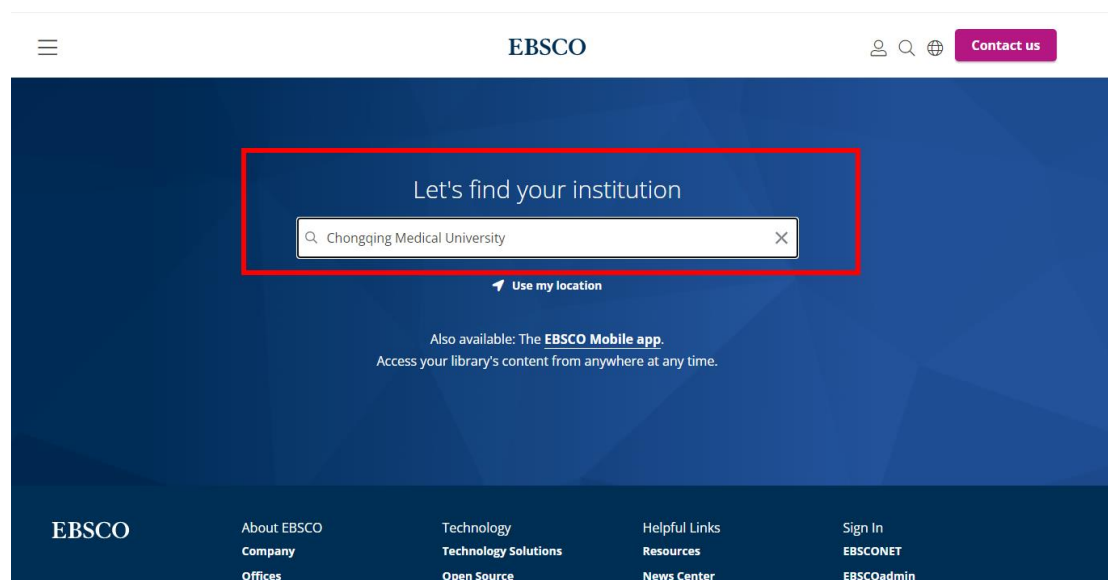 EBSCO
Contact us
Let's find your institution
Chongqing Medical University
Use my location
Also available: The EBSCO Mobile app.
Access your library's content from anywhere at any time.
EBSCO
About EBSCO
Technology
Helpful Links
Sign In
Company
Technology Solutions
Resources
EBSCONET
Offices
Open Source
News Center
EBSCOadmin